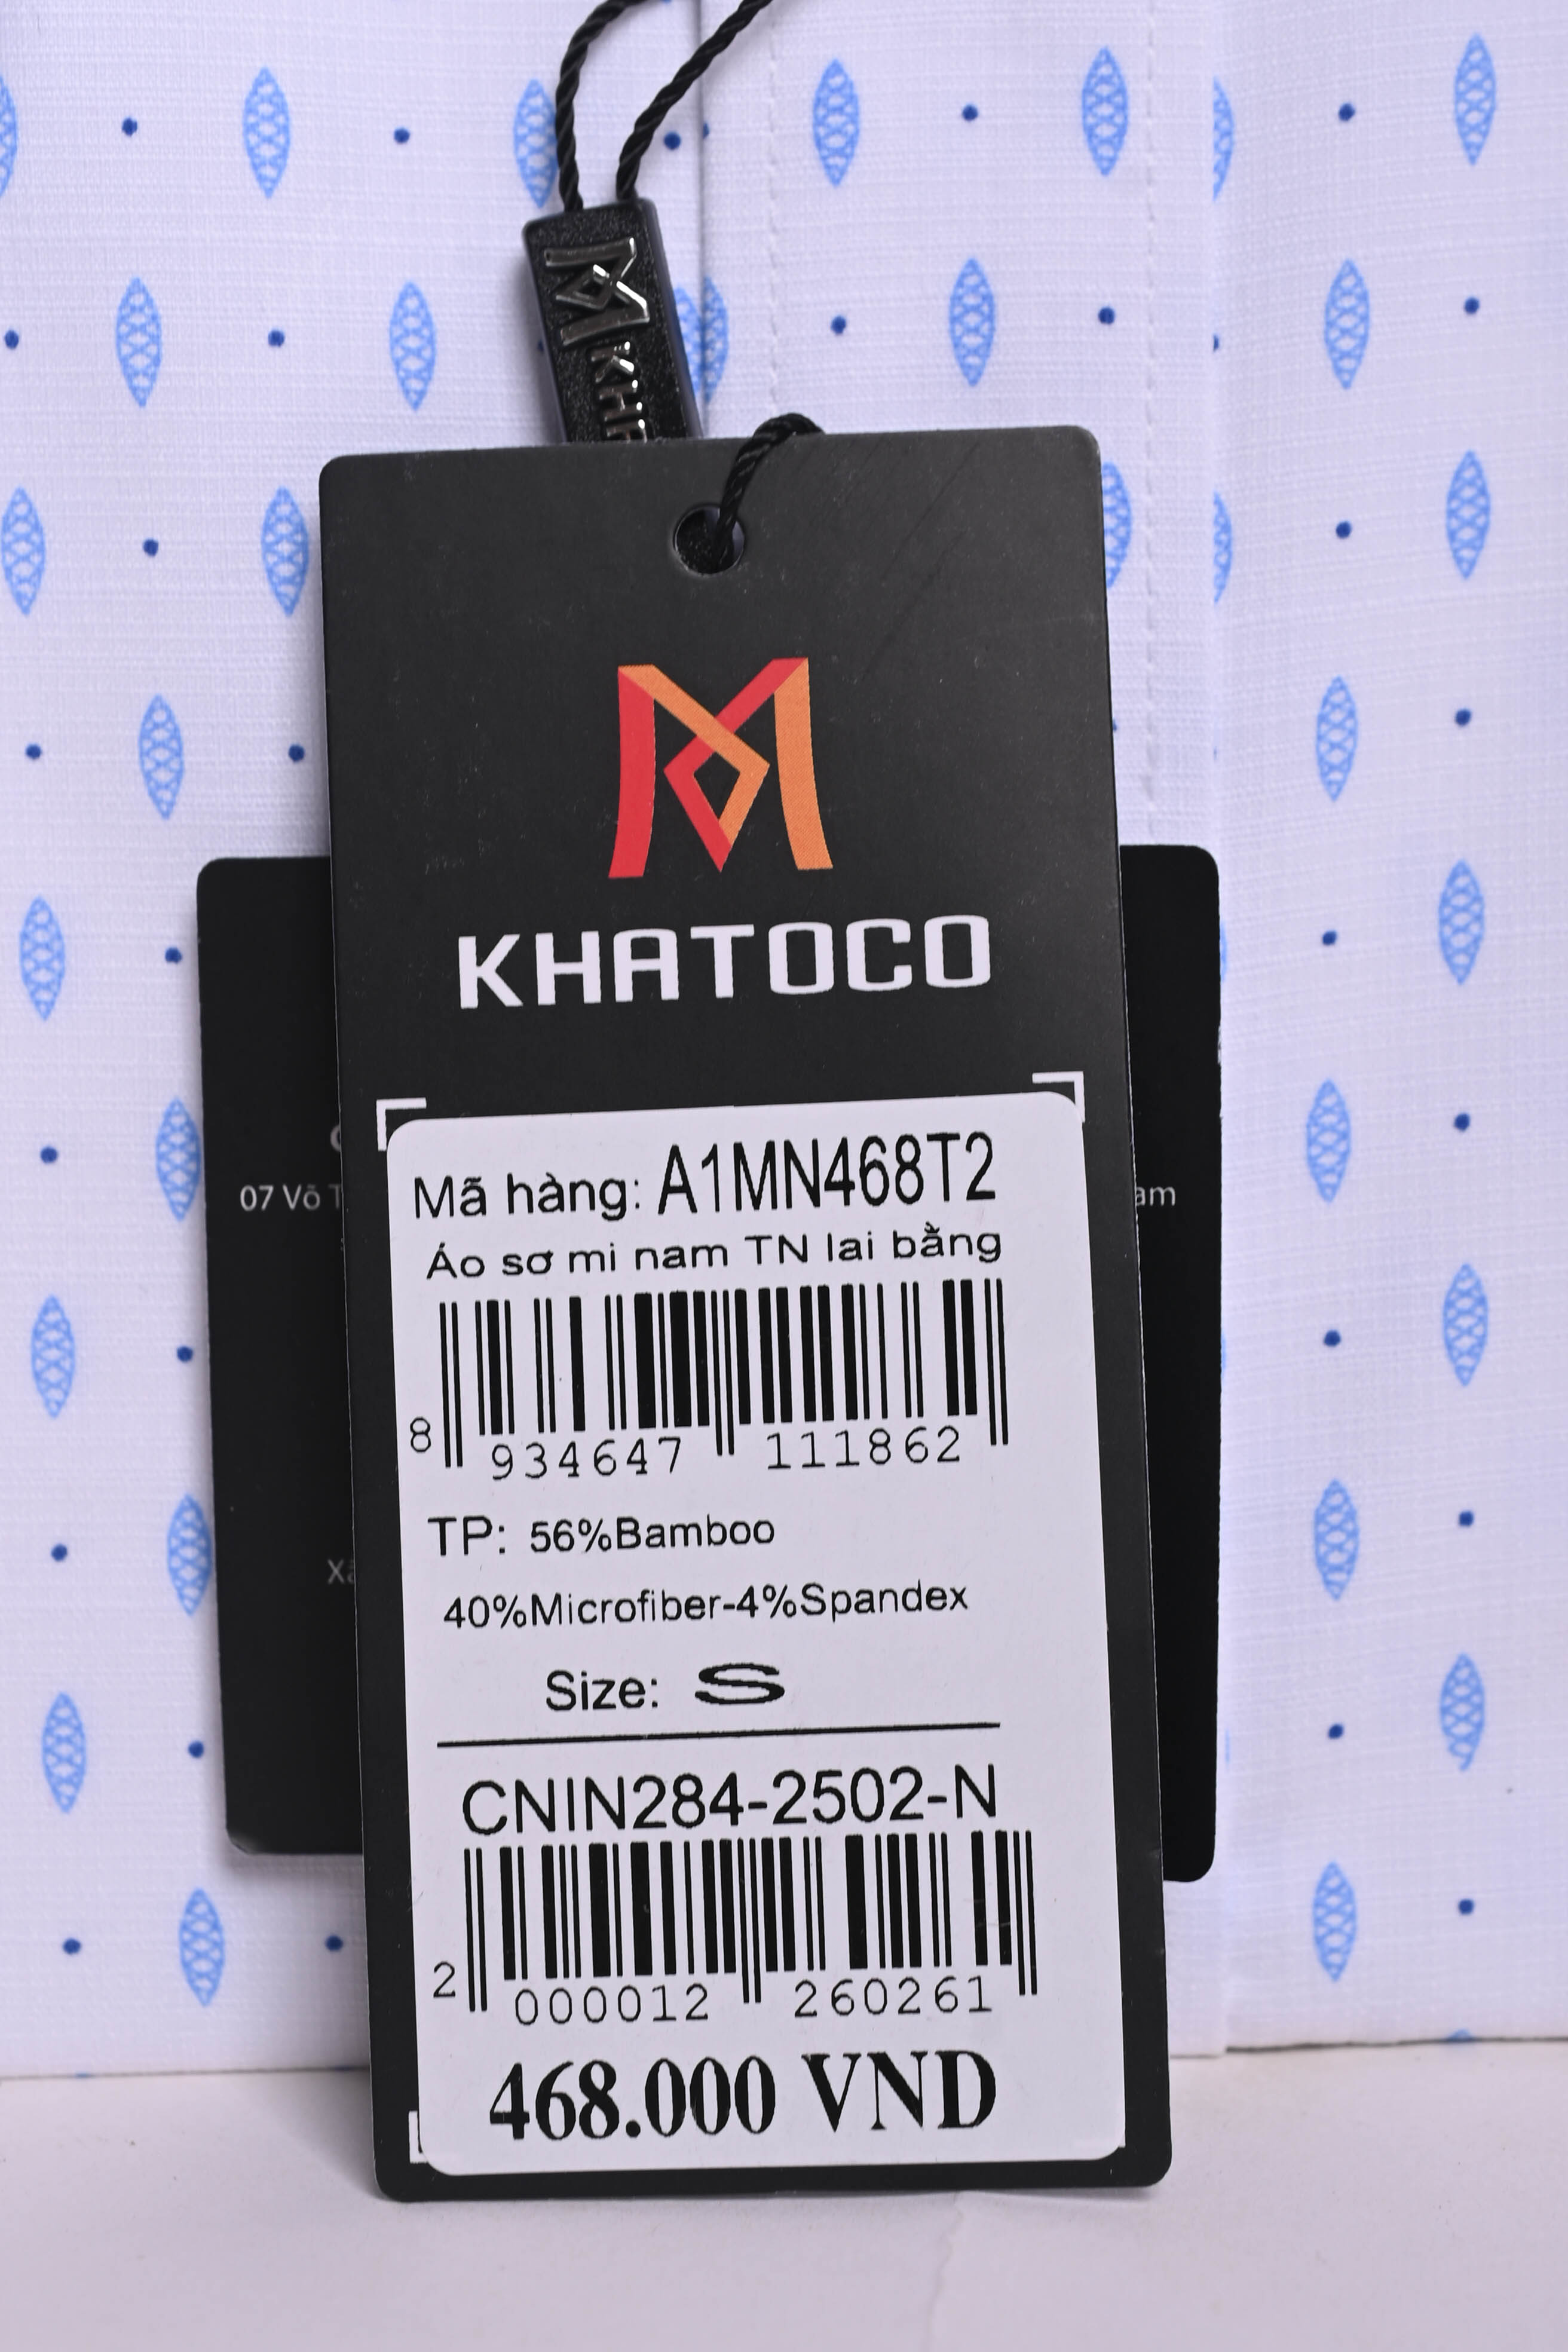 KHATOCO
Mã hàng: A1MN468T2
Áo sơ mi nam TN lai bằng
8 934647 111862
TP: 56%Bamboo
40%Microfiber-4%Spandex
Size: S
CNIN284-2502-N
2 000012 260261
468.000 VND
07 Võ